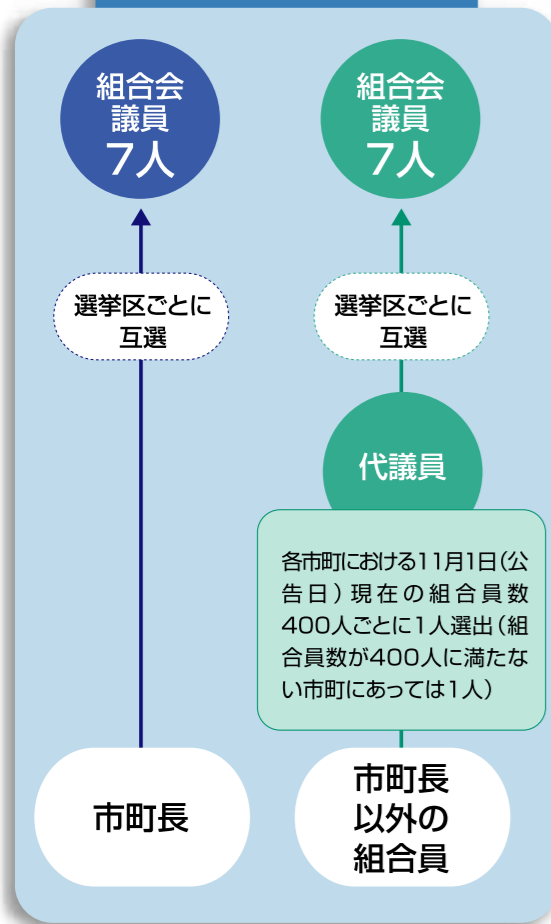 組合会
議員
7人
選挙区ごとに
互選
市町長
組合会
議員
7人
選挙区ごとに
互選
代議員
各市町における11月1日(公
告日)現在の組合員数
400人ごとに1人選出(組
合員数が400人に満たな
い市町にあっては1人)
市町長
以外の
組合員